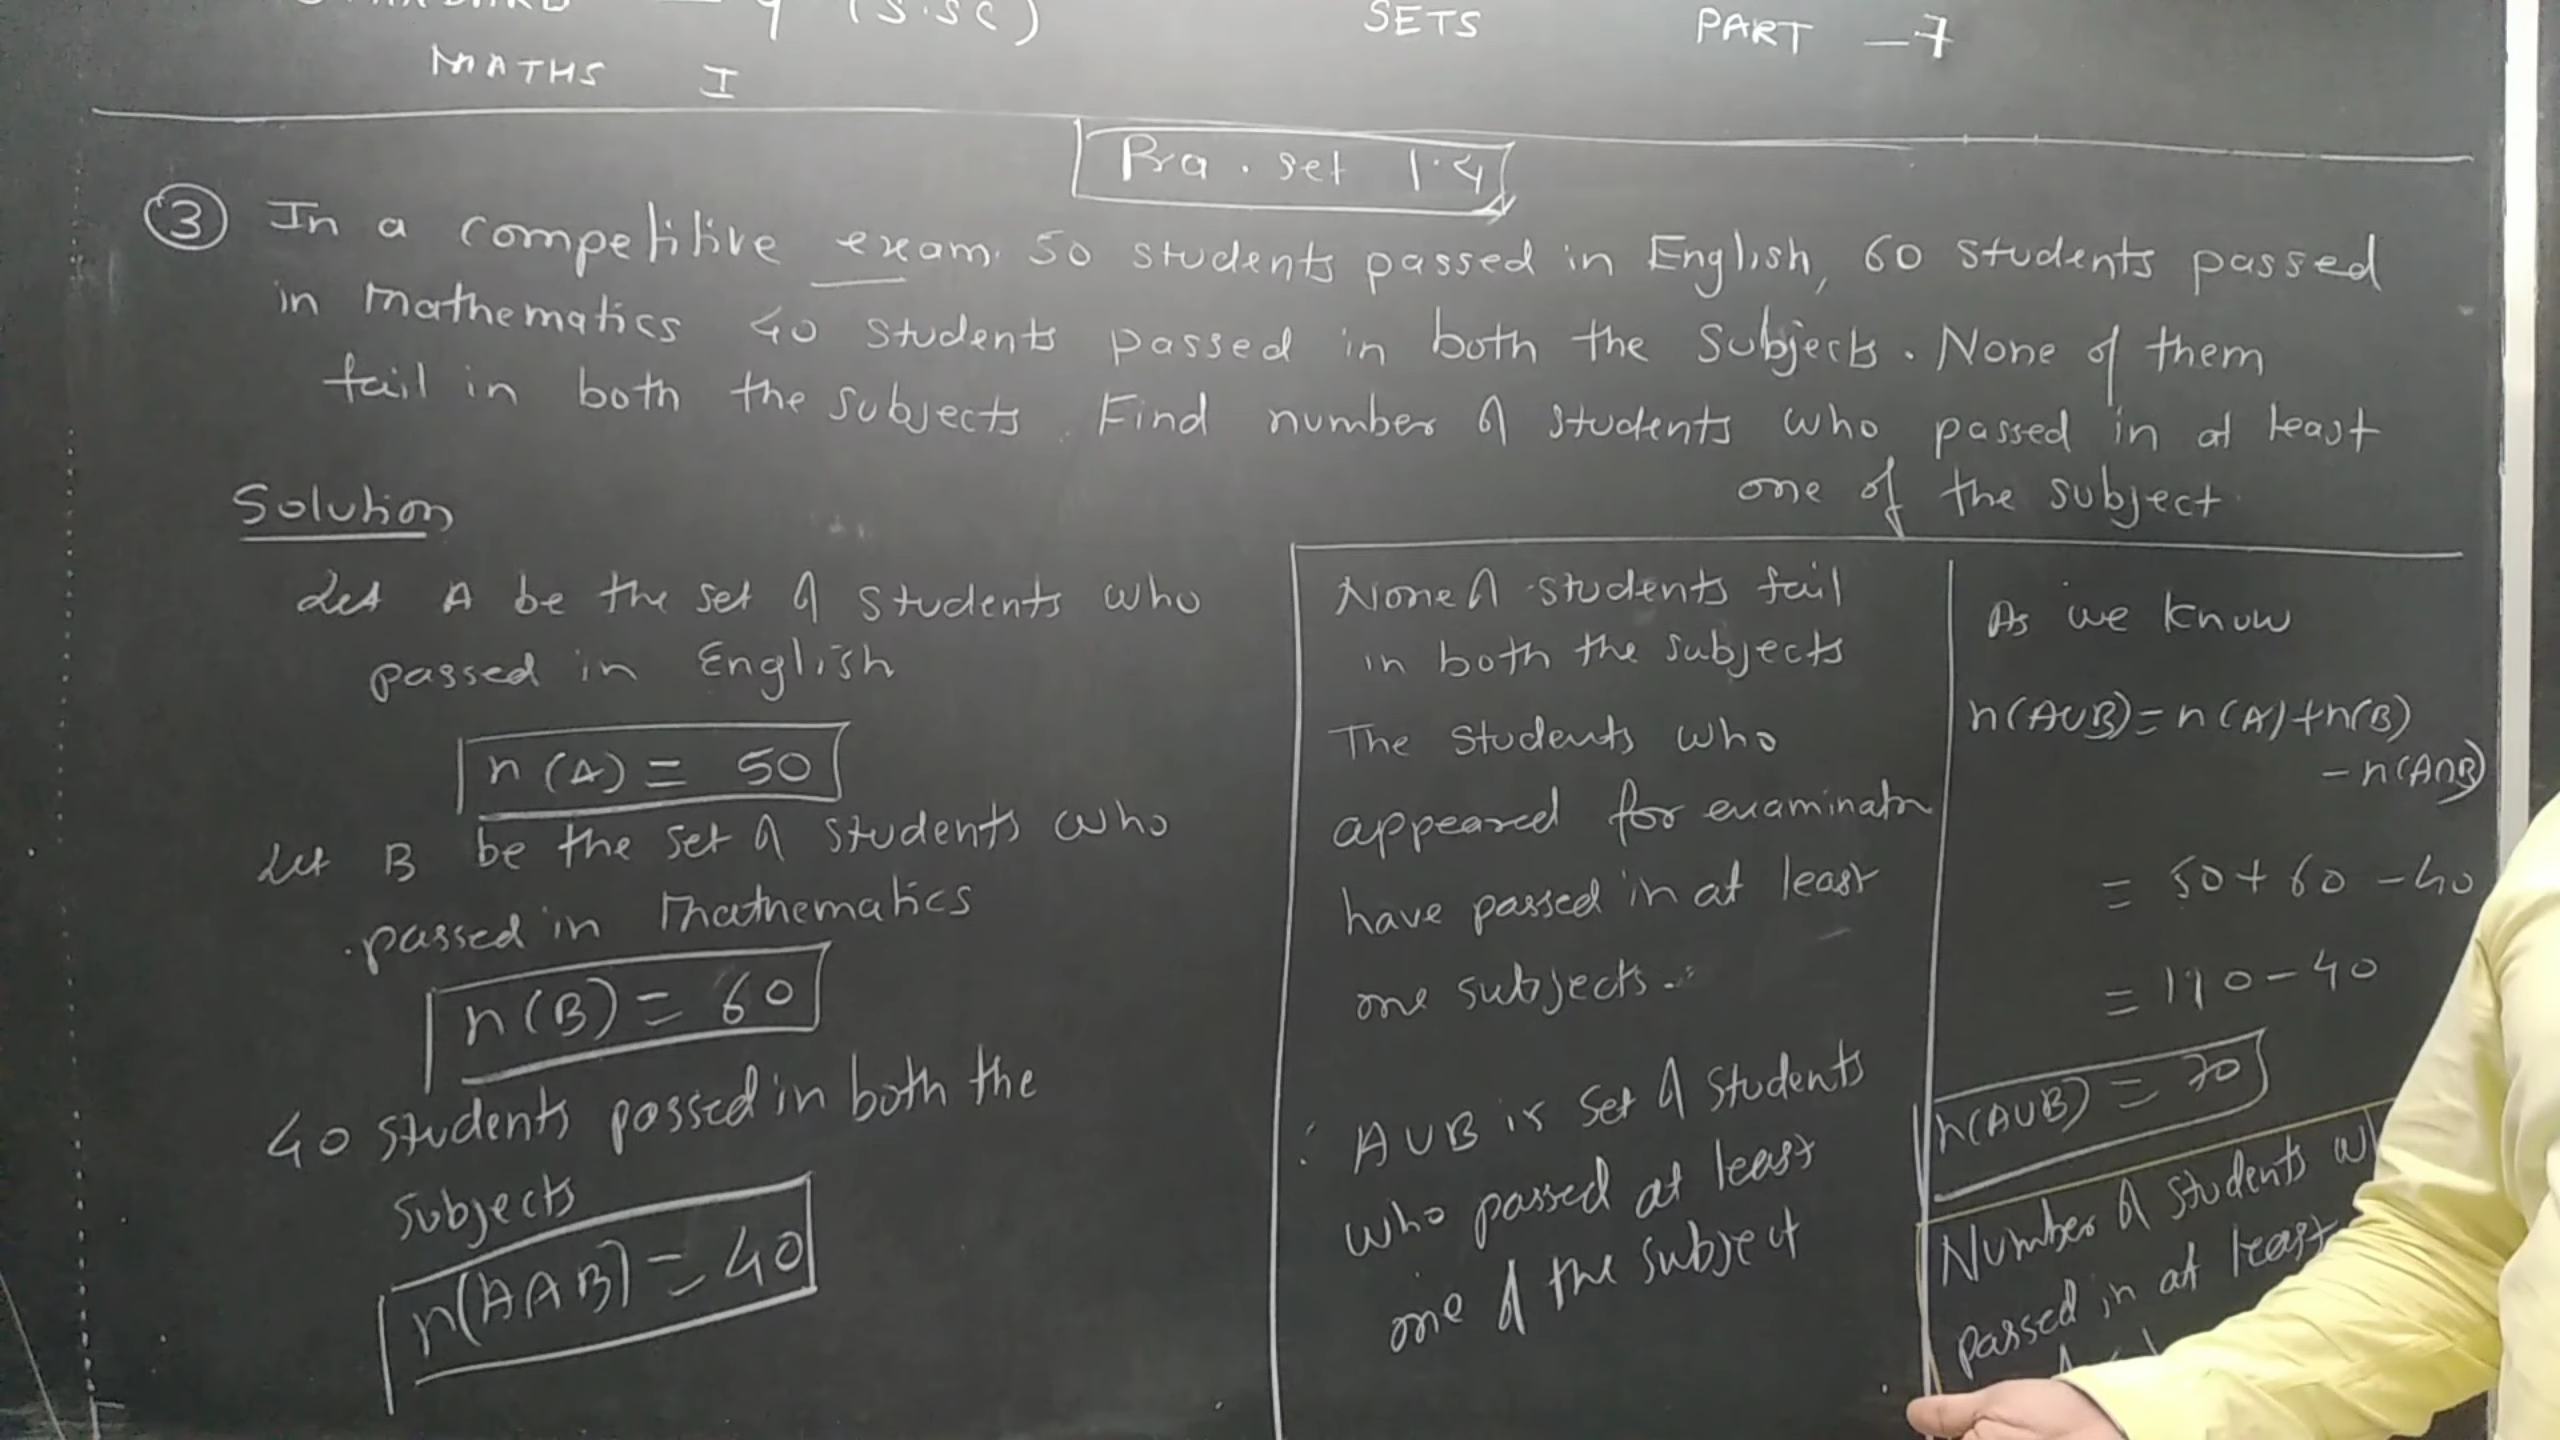 STANDARD - 9 (S.SC) SETS PART - 7
MATHS I
Pra. set 1.4
③ In a competitive exam. 50 students passed in English, 60 students passed
in Mathematics 40 students passed in both the subjects. None of them
fail in both the subjects. Find number of students who passed in at least
one of the subject.
Solution
Let A be the set of students who
passed in English
n(A) = 50
Let B be the set of students who
passed in Mathematics
n(B) = 60
40 students passed in both the
subjects
n(A∩B) = 40
None of students fail
in both the subjects
The students who
appeared for examination
have passed in at least
one subjects.
∴ A∪B is set of students
who passed at least
one of the subject
As we know
n(A∪B) = n(A) + n(B)
- n(A∩B)
= 50 + 60 - 40
= 110 - 40
n(A∪B) = 70
Number of students
passed in at least